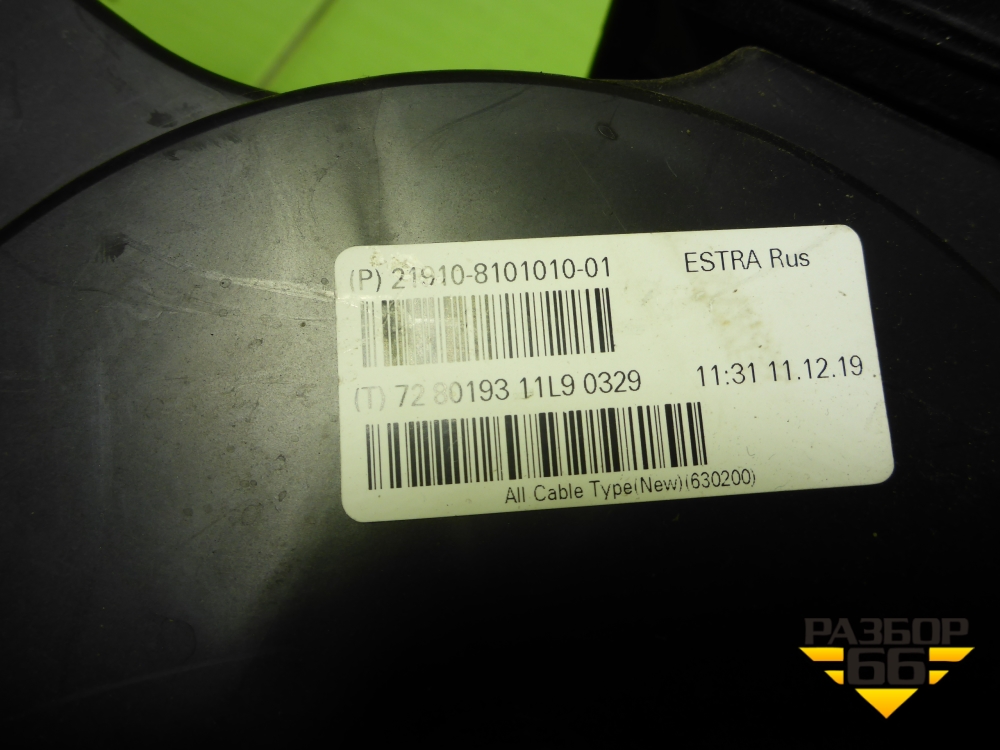 (P) 21910-8101010-01
ESTRA Rus
(T) 72 80193 11L9 0329
11:31 11.12.19
All Cable Type(New)(630200)
РАЗБОР
66